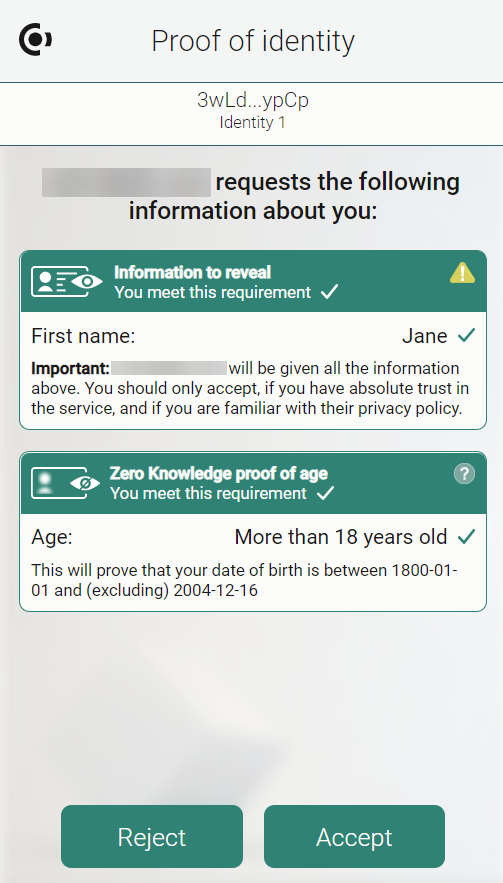 Proof of identity
3wLd...ypCp
Identity 1
requests the following
information about you:
Information to reveal
You meet this requirement
First name: Jane
Important: will be given all the information
above. You should only accept, if you have absolute trust in
the service, and if you are familiar with their privacy policy.
Zero Knowledge proof of age
?
You meet this requirement
Age: More than 18 years old
This will prove that your date of birth is between 1800-01-
01 and (excluding) 2004-12-16
Reject Accept